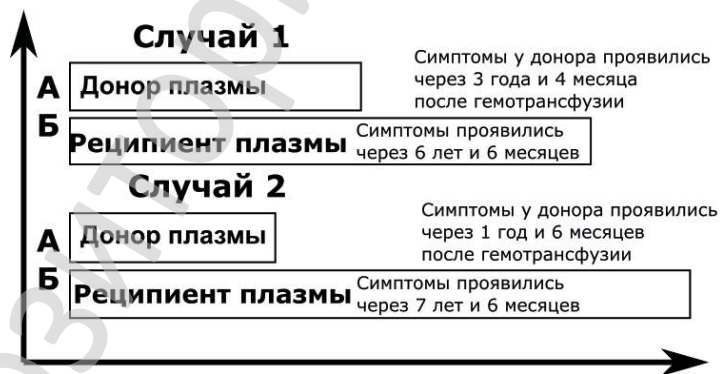 Случай 1
Симптомы у донора проявились
через 3 года и 4 месяца
после гемотрансфузии
А Донор плазмы
Б Реципиент плазмы Симптомы проявились
через 6 лет и 6 месяцев
Случай 2
Симптомы у донора проявились
через 1 год и 6 месяцев
после гемотрансфузии
А Донор плазмы
Б Реципиент плазмы Симптомы проявились
через 7 лет и 6 месяцев